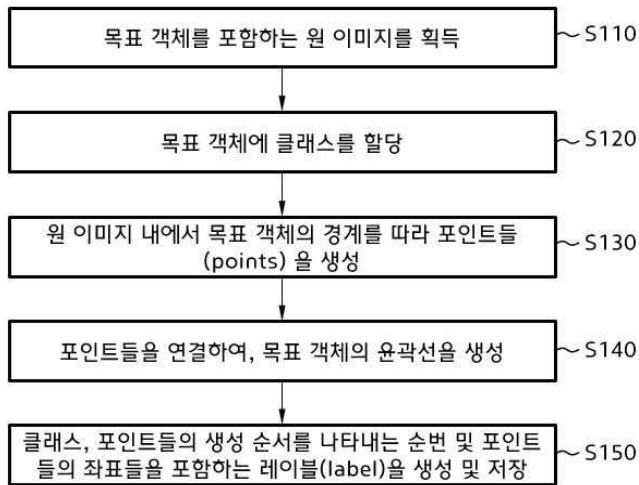 목표 객체를 포함하는 원 이미지를 획득
S110
목표 객체에 클래스를 할당
S120
원 이미지 내에서 목표 객체의 경계를 따라 포인트들
(points) 을 생성
S130
포인트들을 연결하여, 목표 객체의 윤곽선을 생성
S140
클래스, 포인트들의 생성 순서를 나타내는 순번 및 포인트
들의 좌표들을 포함하는 레이블(label)을 생성 및 저장
S150